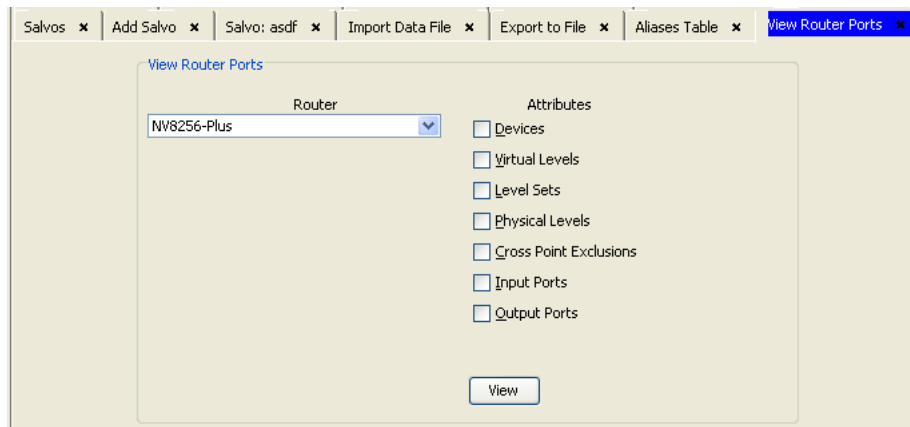 Salvos × Add Salvo × Salvo: asdf × Import Data File × Export to File × Aliases Table × View Router Ports ×
View Router Ports
Router Attributes
NV8256-Plus
Devices
Virtual Levels
Level Sets
Physical Levels
Cross Point Exclusions
Input Ports
Output Ports
View